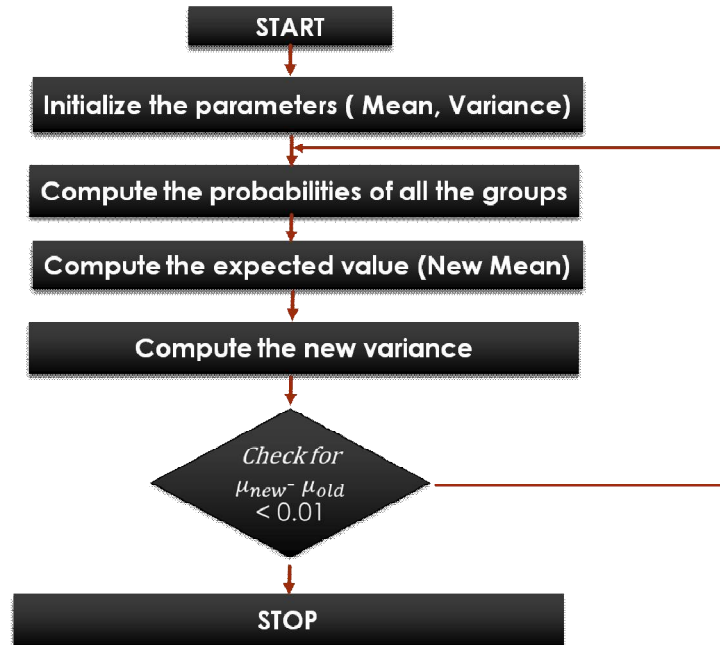 START
Initialize the parameters ( Mean, Variance)
Compute the probabilities of all the groups
Compute the expected value (New Mean)
Compute the new variance
Check for
μnew- μold
< 0.01
STOP